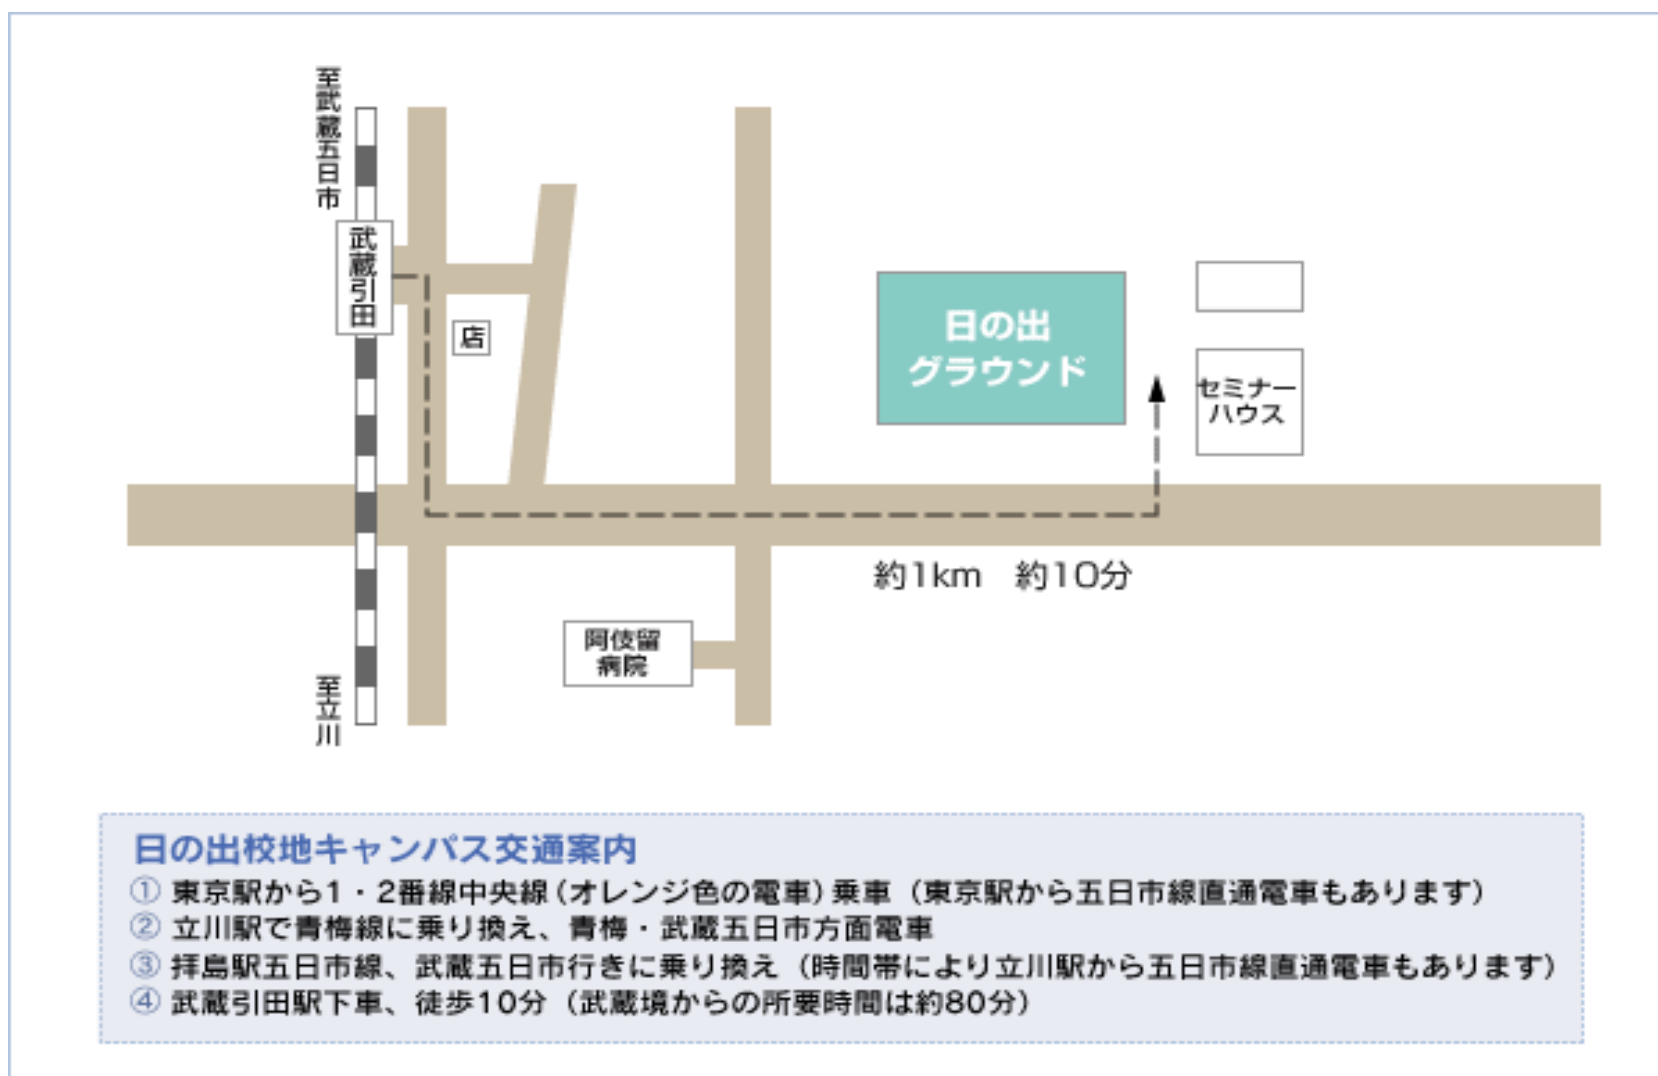 至武蔵五日市
武蔵引田
店
日の出
グラウンド
セミナー
ハウス
約1km 約10分
阿伎留
病院
至立川
日の出校地キャンパス交通案内
① 東京駅から1・2番線中央線(オレンジ色の電車)乗車(東京駅から五日市線直通電車もあります)
② 立川駅で青梅線に乗り換え、青梅・武蔵五日市方面電車
③ 拝島駅五日市線、武蔵五日市行きに乗り換え(時間帯により立川駅から五日市線直通電車もあります)
④ 武蔵引田駅下車、徒歩10分(武蔵境からの所要時間は約80分)